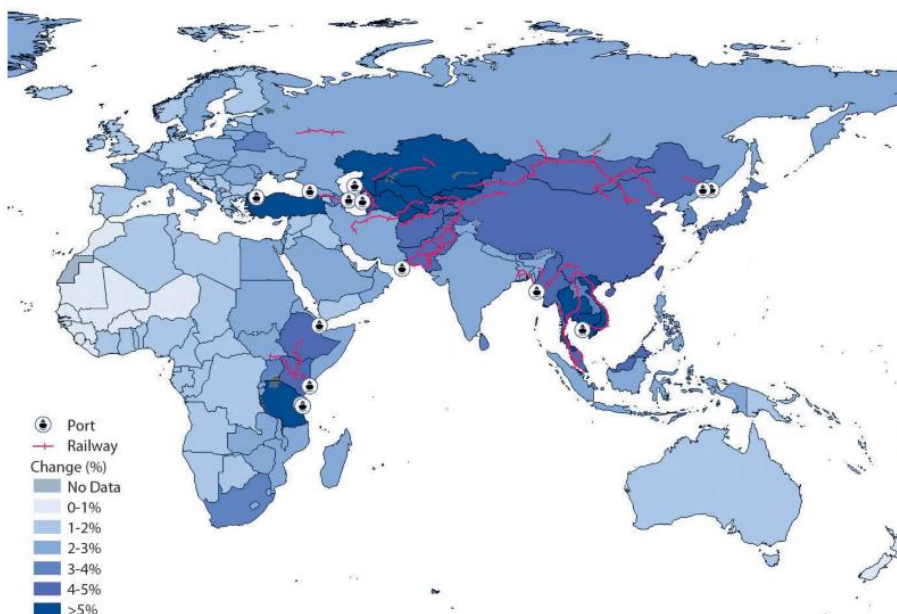 Port
Railway
Change (%)
No Data
0-1%
1-2%
2-3%
3-4%
4-5%
>5%